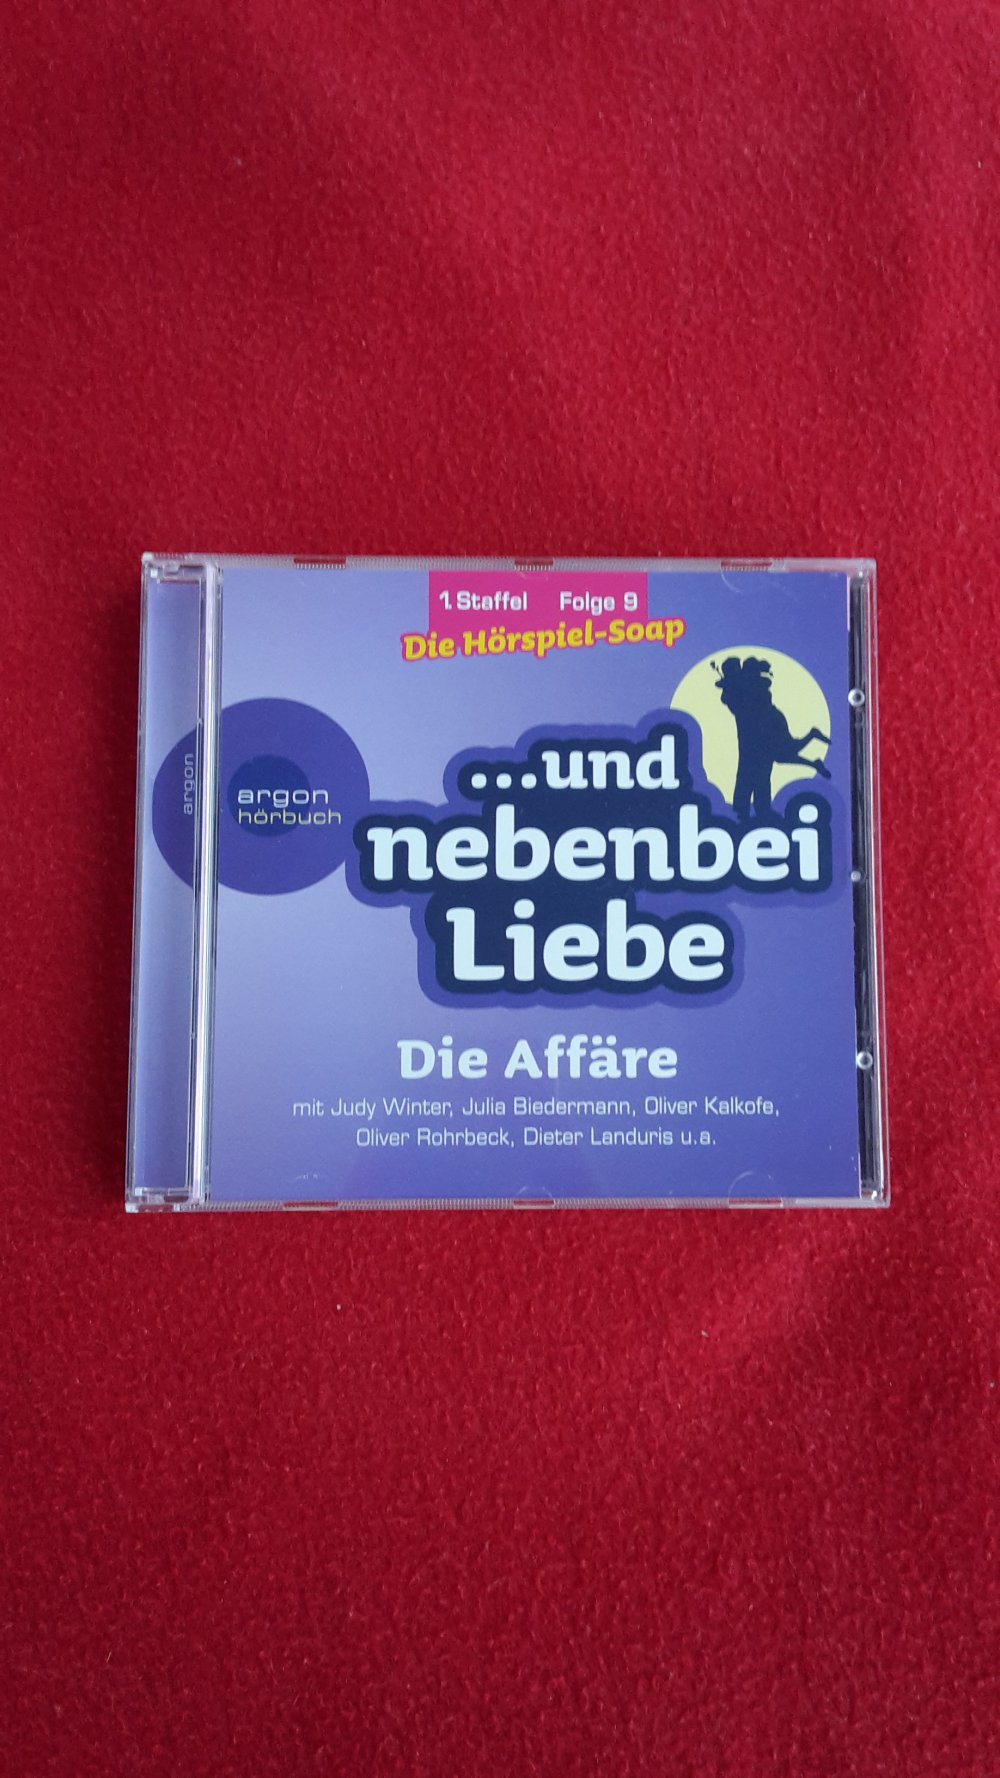 1. Staffel Folge 9
Die Hörspiel-Soap
argon
argon
hörbuch
...und
nebenbei
Liebe
Die Affäre
mit Judy Winter, Julia Biedermann, Oliver Kalkofe,
Oliver Rohrbeck, Dieter Landuris u.a.